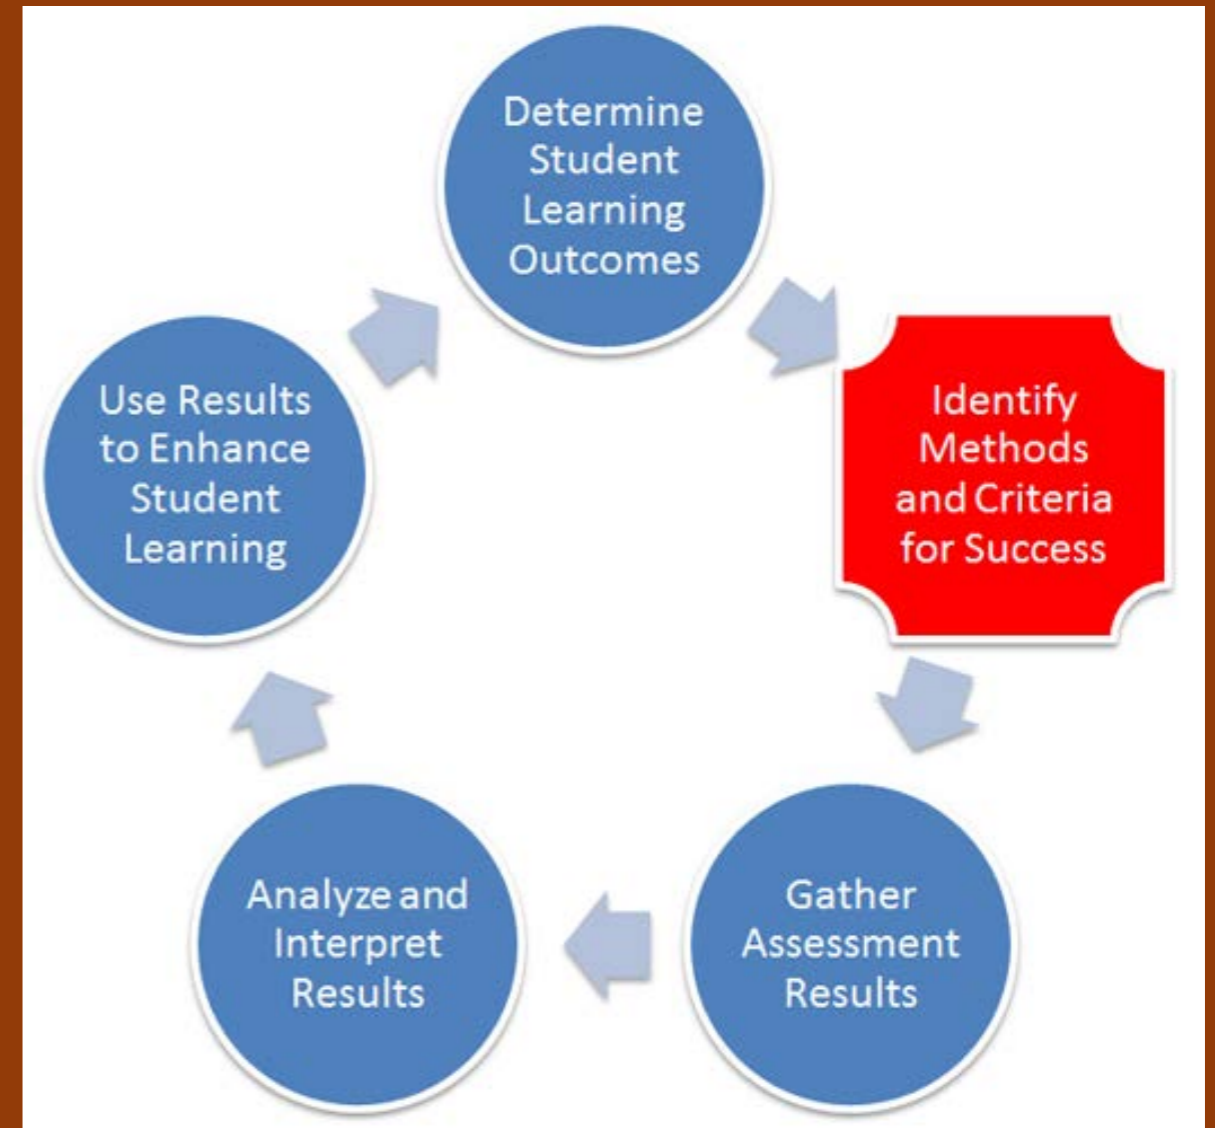 Determine
Student
Learning
Outcomes
Identify
Methods
and Criteria
for Success
Gather
Assessment
Results
Analyze and
Interpret
Results
Use Results
to Enhance
Student
Learning